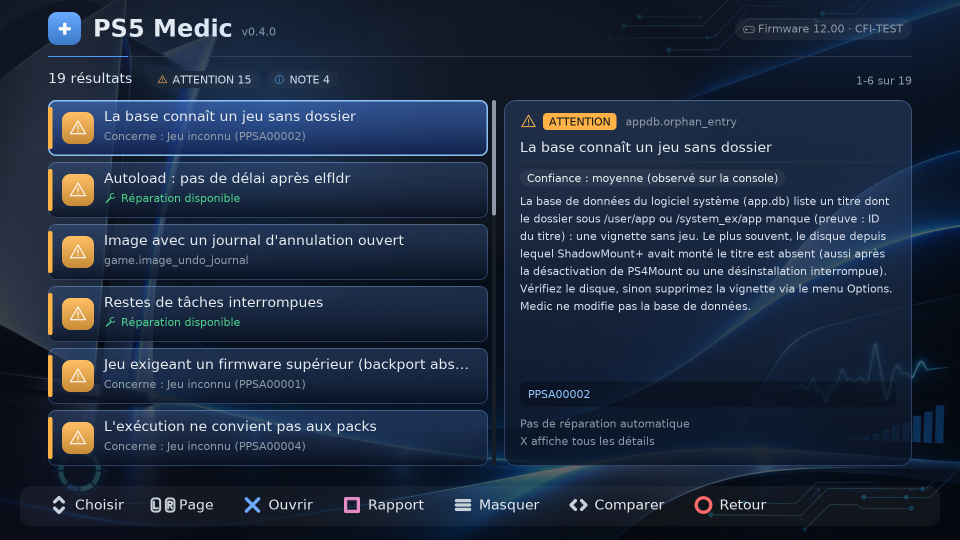 PS5 Medic v0.4.0
Firmware 12.00 · CFI-TEST
19 résultats
ATTENTION 15
NOTE 4
1-6 sur 19
La base connaît un jeu sans dossier
Concerne : Jeu inconnu (PPSA00002)
Autoload : pas de délai après elfldr
Réparation disponible
Image avec un journal d'annulation ouvert
game.image_undo_journal
Restes de tâches interrompues
Réparation disponible
Jeu exigeant un firmware supérieur (backport abs...
Concerne : Jeu inconnu (PPSA00001)
L'exécution ne convient pas aux packs
Concerne : Jeu inconnu (PPSA00004)
ATTENTION appdb.orphan_entry
La base connaît un jeu sans dossier
Confiance : moyenne (observé sur la console)
La base de données du logiciel système (app.db) liste un titre dont
le dossier sous /user/app ou /system_ex/app manque (preuve : ID
du titre) : une vignette sans jeu. Le plus souvent, le disque depuis
lequel ShadowMount+ avait monté le titre est absent (aussi après
la désactivation de PS4Mount ou une désinstallation interrompue).
Vérifiez le disque, sinon supprimez la vignette via le menu Options.
Medic ne modifie pas la base de données.
PPSA00002
Pas de réparation automatique
X affiche tous les détails
Choisir
L R Page
Ouvrir
Rapport
Masquer
Comparer
Retour